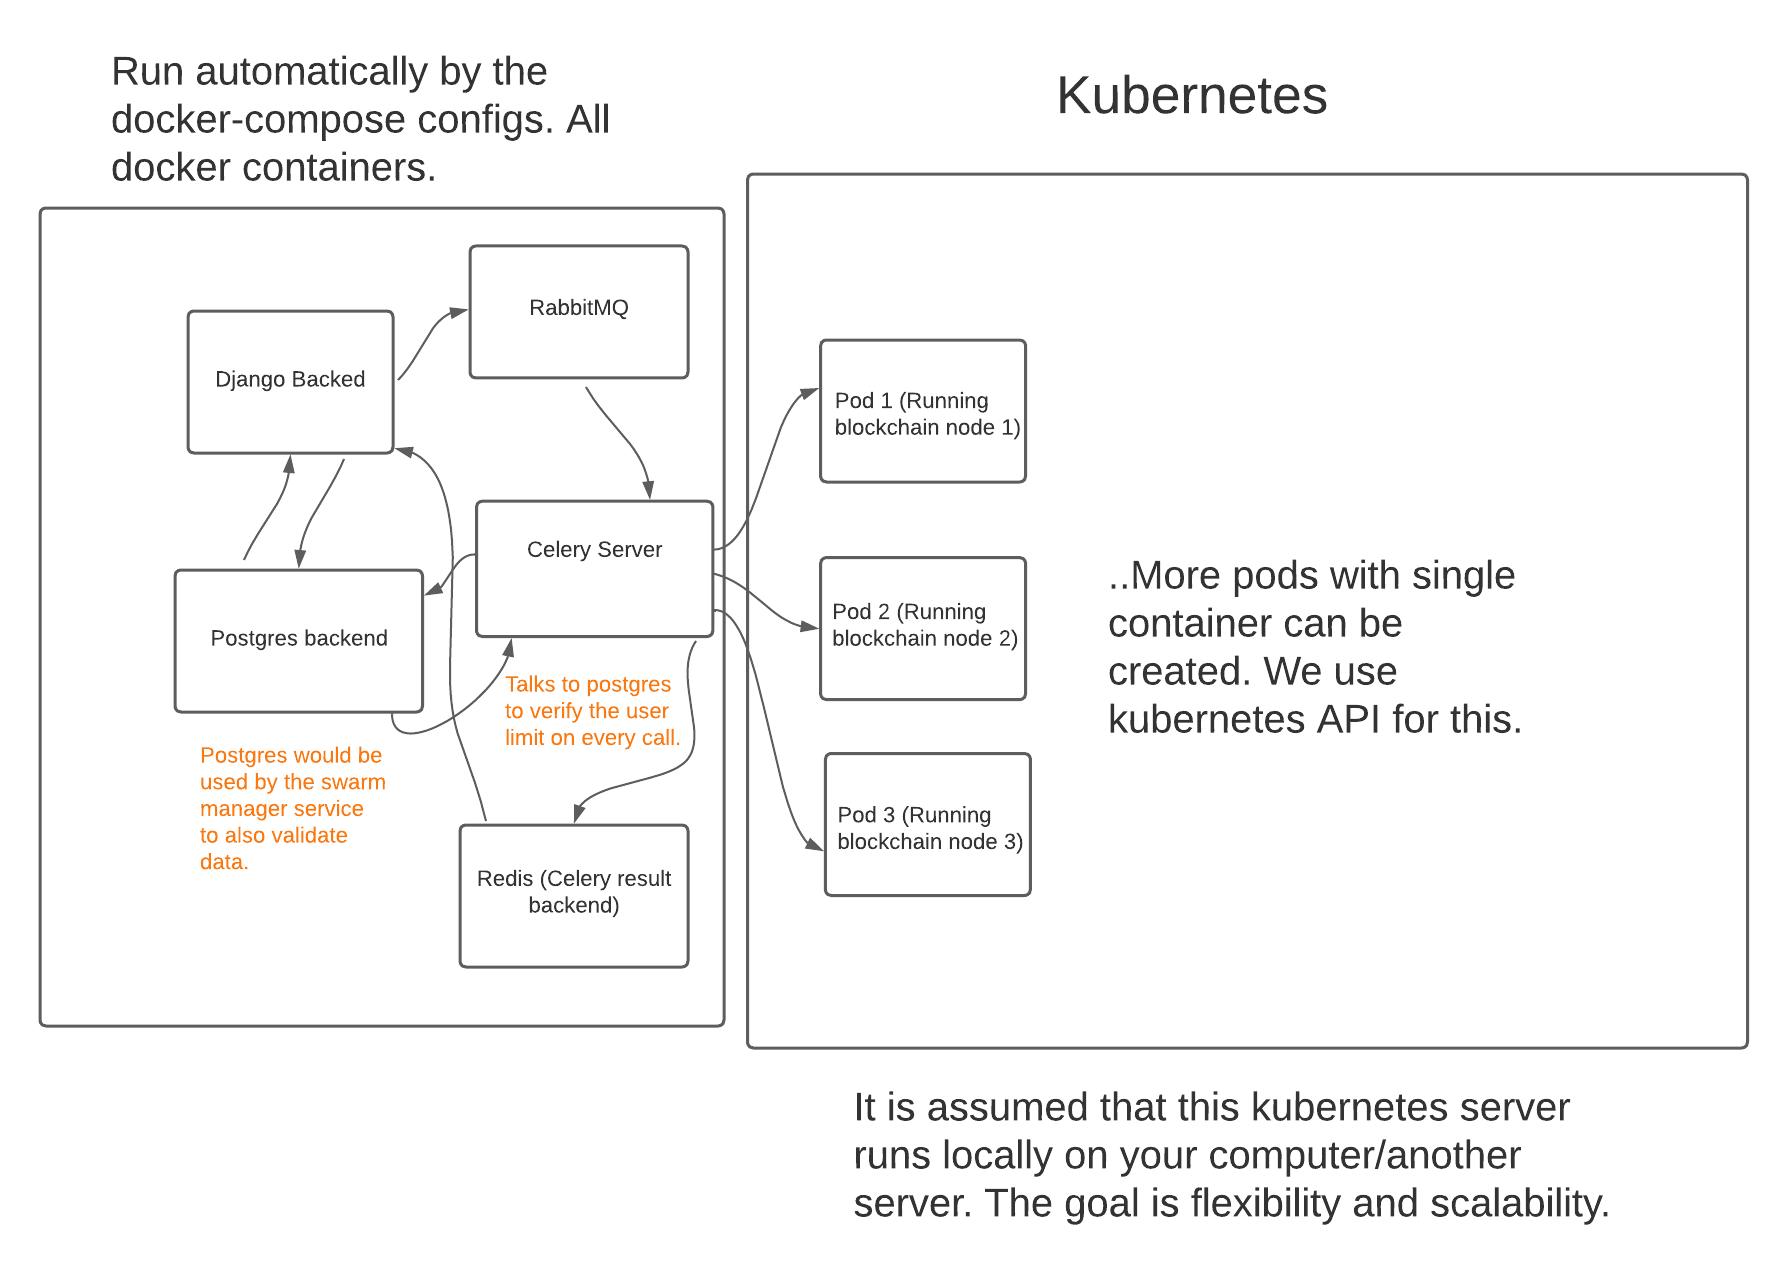 Run automatically by the
docker-compose configs. All
docker containers.
Kubernetes
RabbitMQ
Django Backed
Celery Server
Postgres backend
Talks to postgres
to verify the user
limit on every call.
Postgres would be
used by the swarm
manager service
to also validate
data.
Redis (Celery result
backend)
Pod 1 (Running
blockchain node 1)
Pod 2 (Running
blockchain node 2)
Pod 3 (Running
blockchain node 3)
..More pods with single
container can be
created. We use
kubernetes API for this.
It is assumed that this kubernetes server
runs locally on your computer/another
server. The goal is flexibility and scalability.